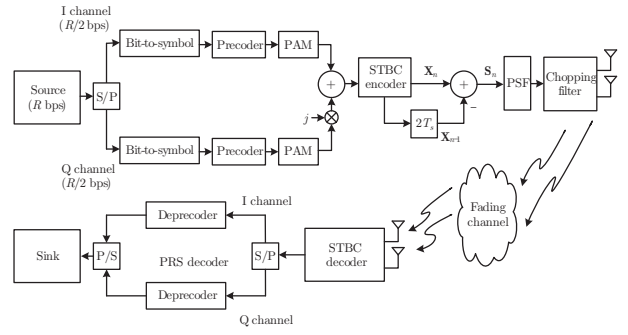 I channel
(R/2 bps)
Bit-to-symbol
Precoder
PAM
Source
(R bps)
S/P
+
j
STBC
encoder
X_n
+
−
S_n
PSF
Chopping
filter
2T_s
X_{n-1}
Bit-to-symbol
Precoder
PAM
Q channel
(R/2 bps)
I channel
Deprecoder
Sink
P/S
PRS decoder
S/P
STBC
decoder
Fading
channel
Deprecoder
Q channel